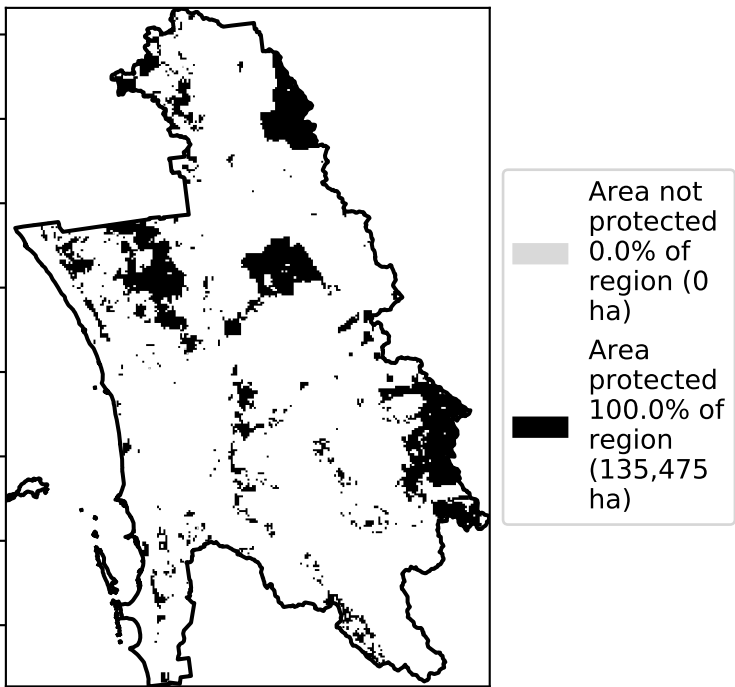 Area not
protected
0.0% of
region (0
ha)
Area
protected
100.0% of
region
(135,475
ha)